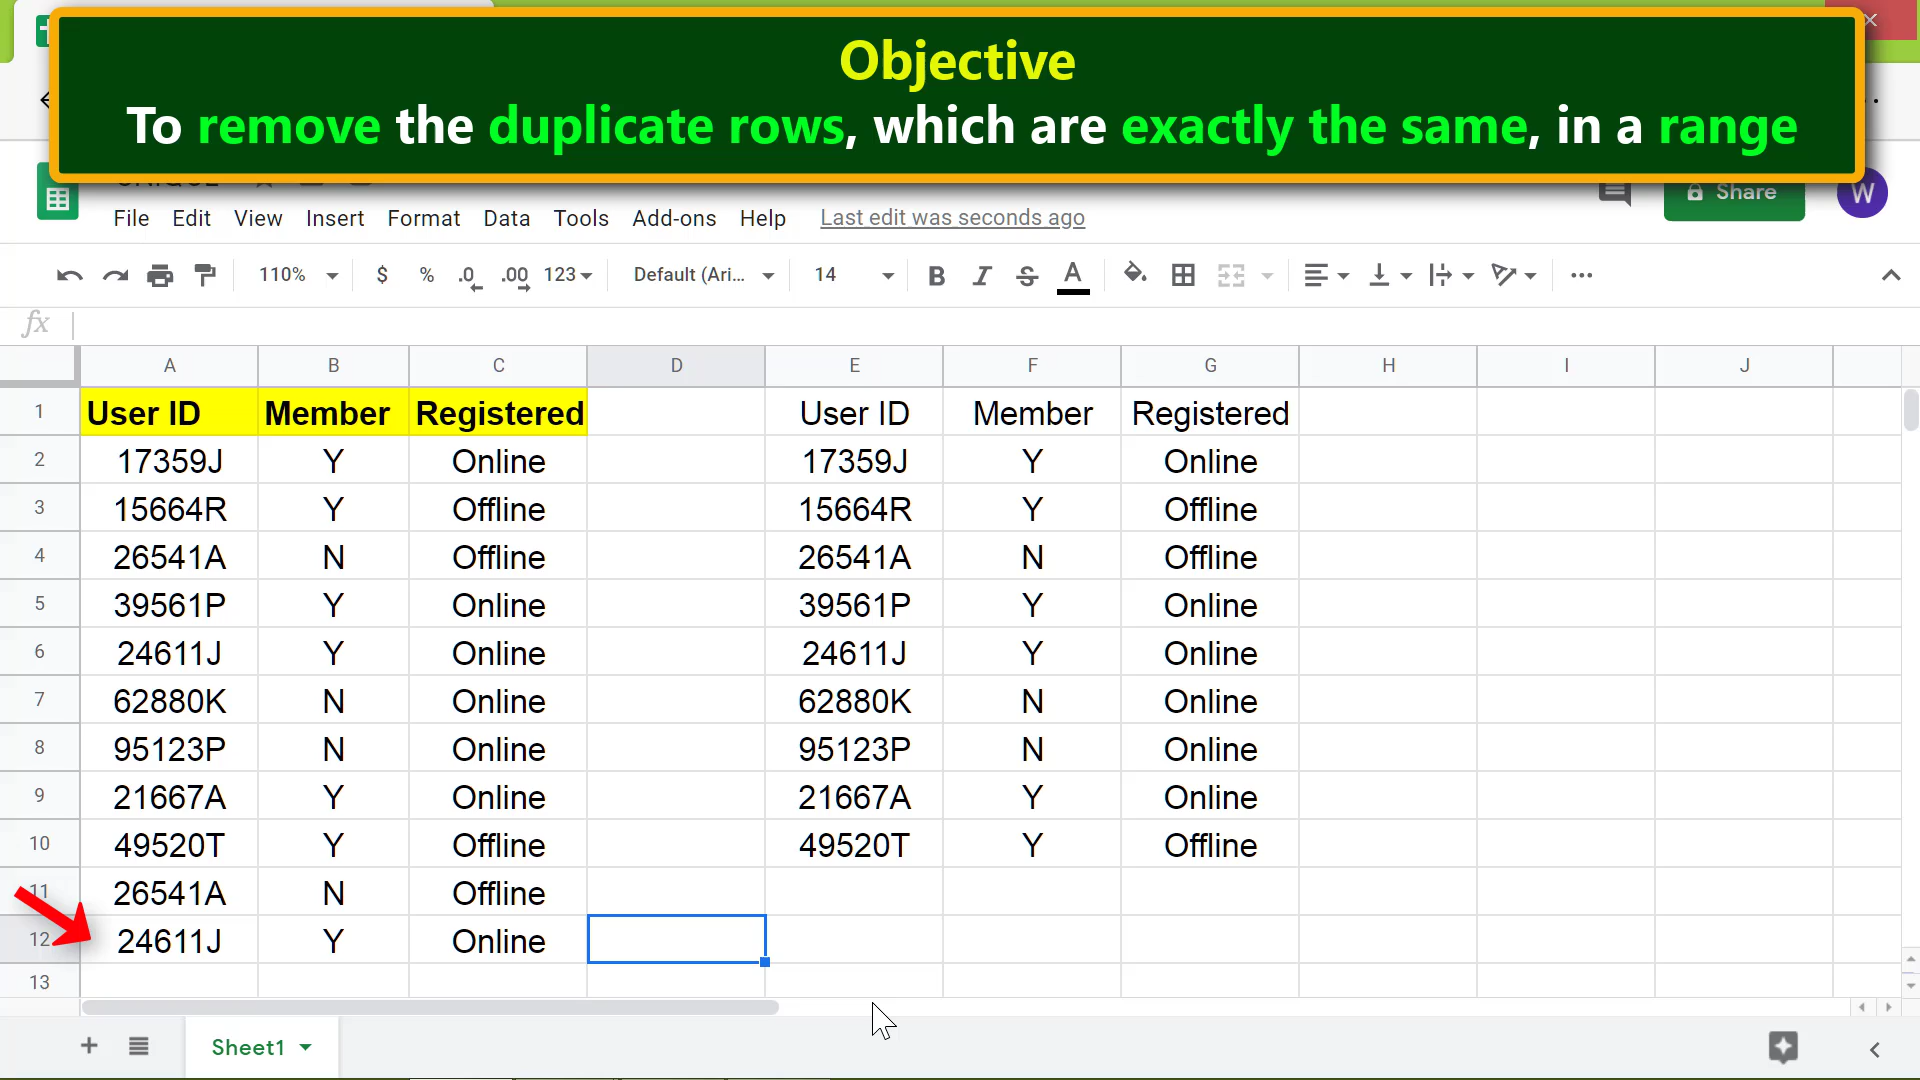 Objective
To remove the duplicate rows, which are exactly the same, in a range
Share
W
File Edit View Insert Format Data Tools Add-ons Help Last edit was seconds ago
110% $ % .0 .00 123 Default (Ari... 14 B I S A
fx
A B C D E F G H I J
1 User ID Member Registered User ID Member Registered
2 17359J Y Online 17359J Y Online
3 15664R Y Offline 15664R Y Offline
4 26541A N Offline 26541A N Offline
5 39561P Y Online 39561P Y Online
6 24611J Y Online 24611J Y Online
7 62880K N Online 62880K N Online
8 95123P N Online 95123P N Online
9 21667A Y Online 21667A Y Online
10 49520T Y Offline 49520T Y Offline
11 26541A N Offline
12 24611J Y Online
13
Sheet1